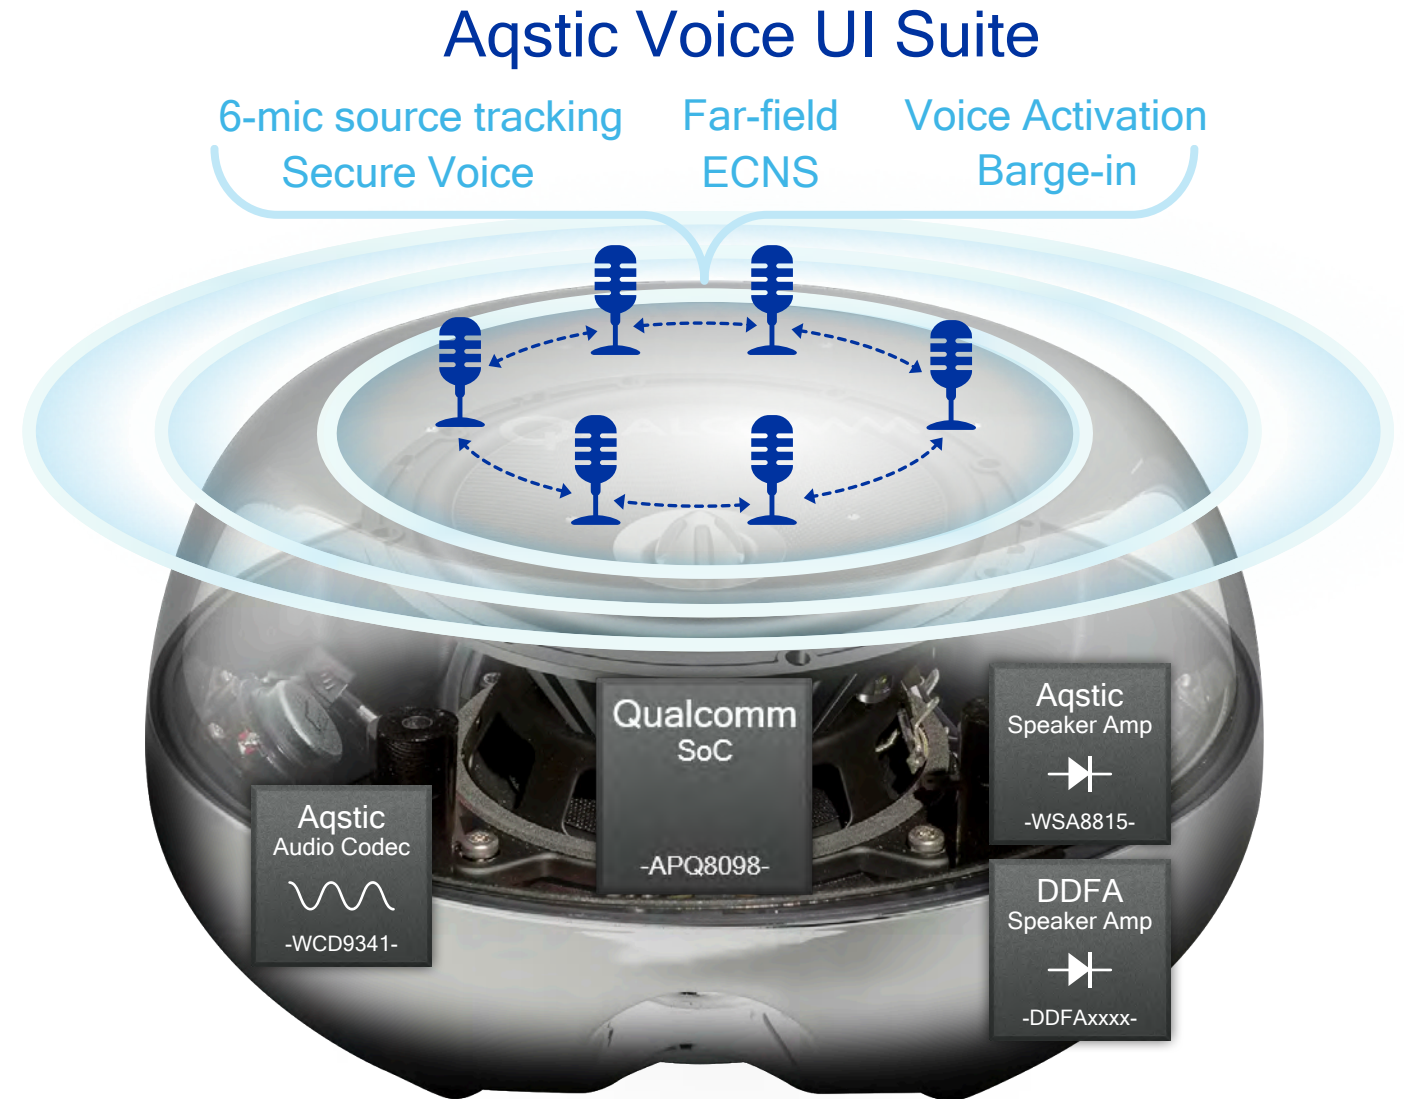 Aqstic Voice UI Suite
6-mic source tracking
Secure Voice
Far-field
ECNS
Voice Activation
Barge-in
QUALCOMM
Qualcomm
SoC
-APQ8098-
Aqstic
Speaker Amp
-WSA8815-
Aqstic
Audio Codec
-WCD9341-
DDFA
Speaker Amp
-DDFAxxxx-